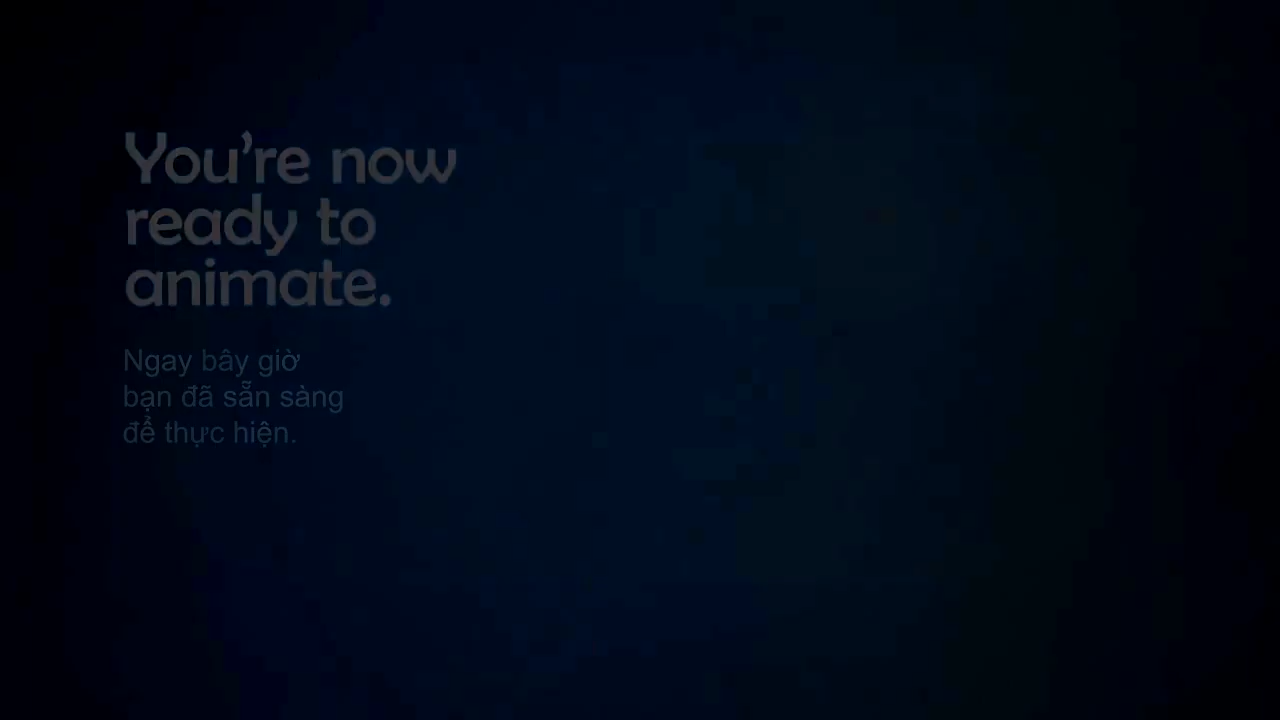 You’re now
ready to
animate.
Ngay bây giờ
bạn đã sẵn sàng
để thực hiện.